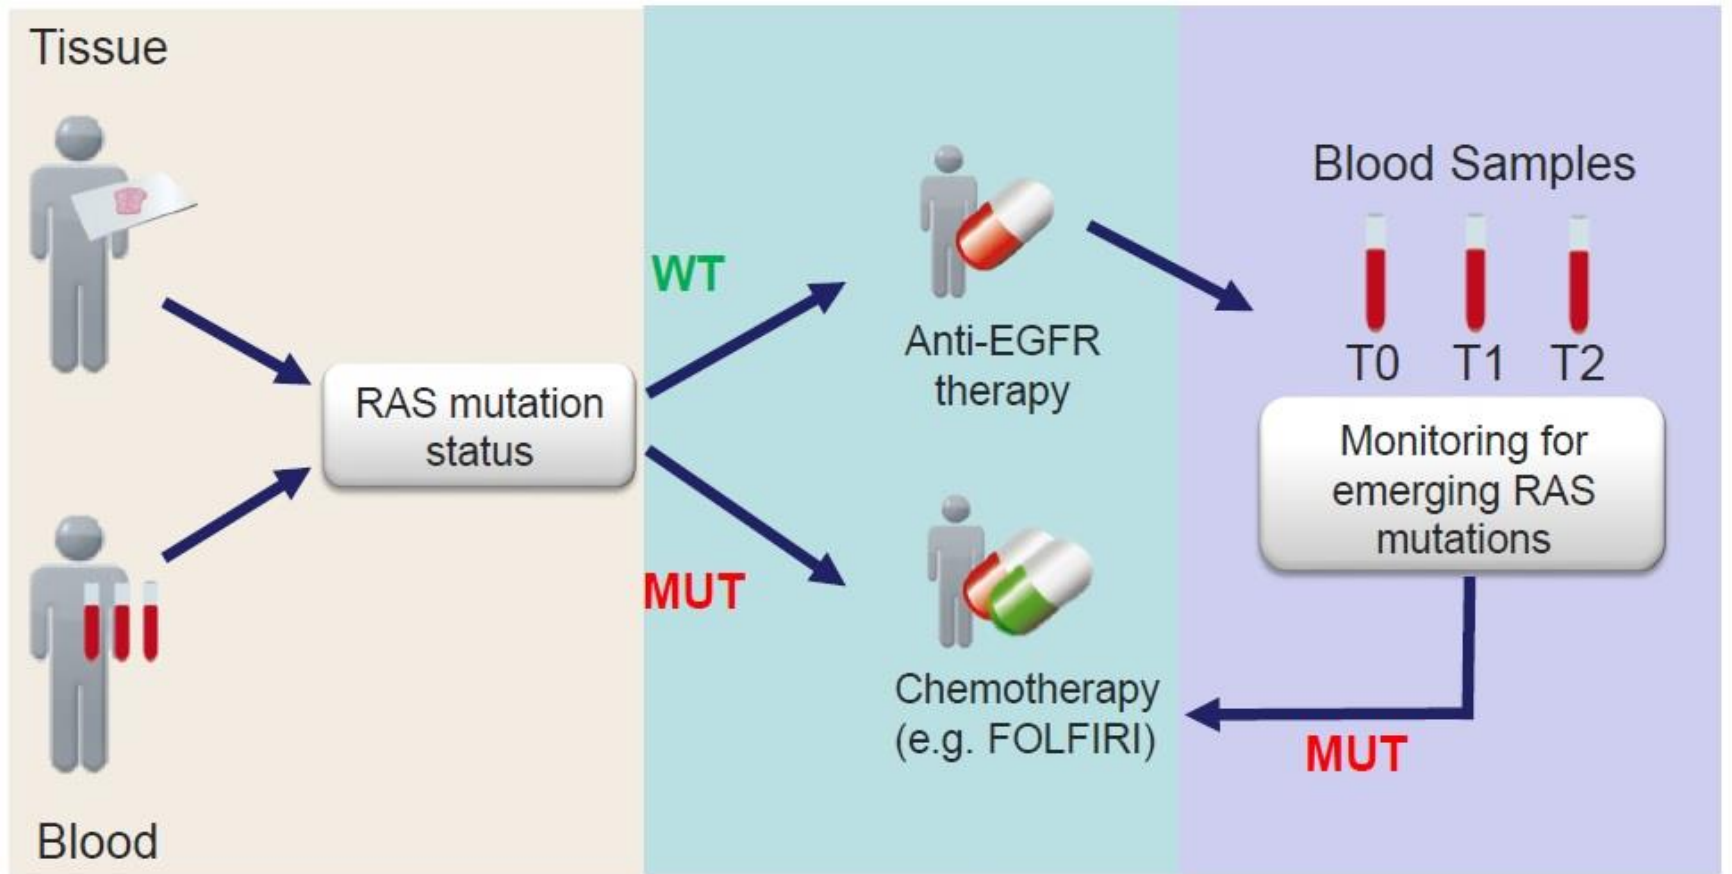 Tissue
Blood
RAS mutation
status
WT
MUT
Anti-EGFR
therapy
Chemotherapy
(e.g. FOLFIRI)
Blood Samples
T0 T1 T2
Monitoring for
emerging RAS
mutations
MUT